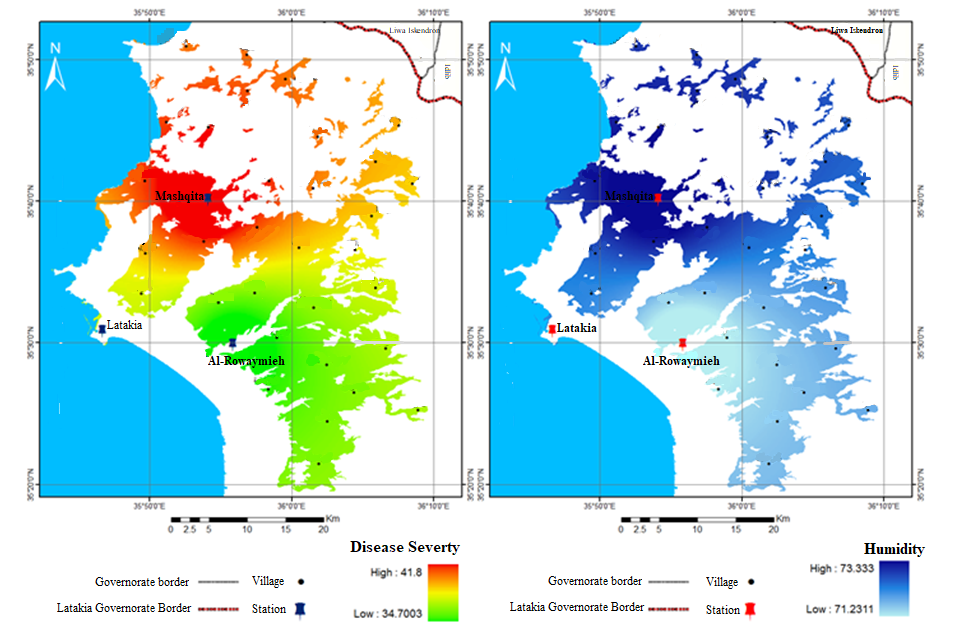 35°50'0"E 36°0'0"E 36°10'0"E
Liwa Iskendron
N
Idlib
35°50'0"N
35°40'0"N
35°30'0"N
35°20'0"N
Mashqita
Latakia
Al-Rowaymieh
35°50'0"E 36°0'0"E 36°10'0"E
0 2.5 5 10 15 20 Km
Disease Severty
High : 41.8
Low : 34.7003
Governorate border Village
Latakia Governorate Border Station
35°50'0"E 36°0'0"E 36°10'0"E
Liwa Iskendron
N
Idlib
35°50'0"N
35°40'0"N
35°30'0"N
35°20'0"N
Mashqita
Latakia
Al-Rowaymieh
35°50'0"E 36°0'0"E 36°10'0"E
0 2.5 5 10 15 20 Km
Humidity
High : 73.333
Low : 71.2311
Governorate border Village
Latakia Governorate Border Station